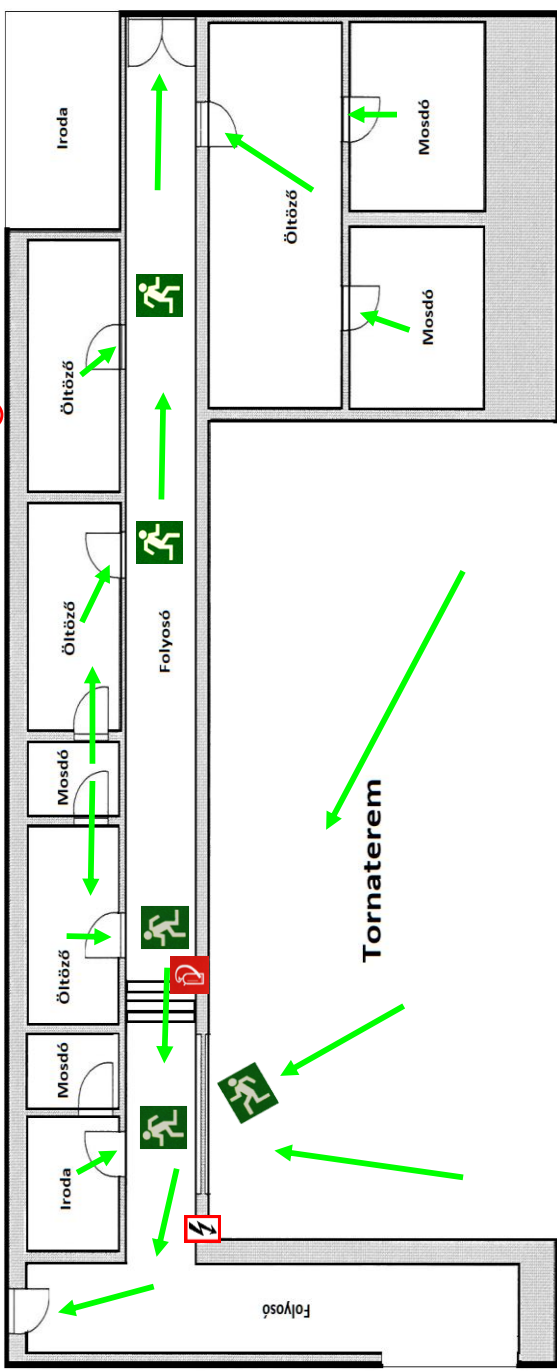 Iroda
Öltöző
Mosdó
Mosdó
Öltöző
Öltöző
Folyosó
Mosdó
Öltöző
Tornaterem
Mosdó
Iroda
Folyosó